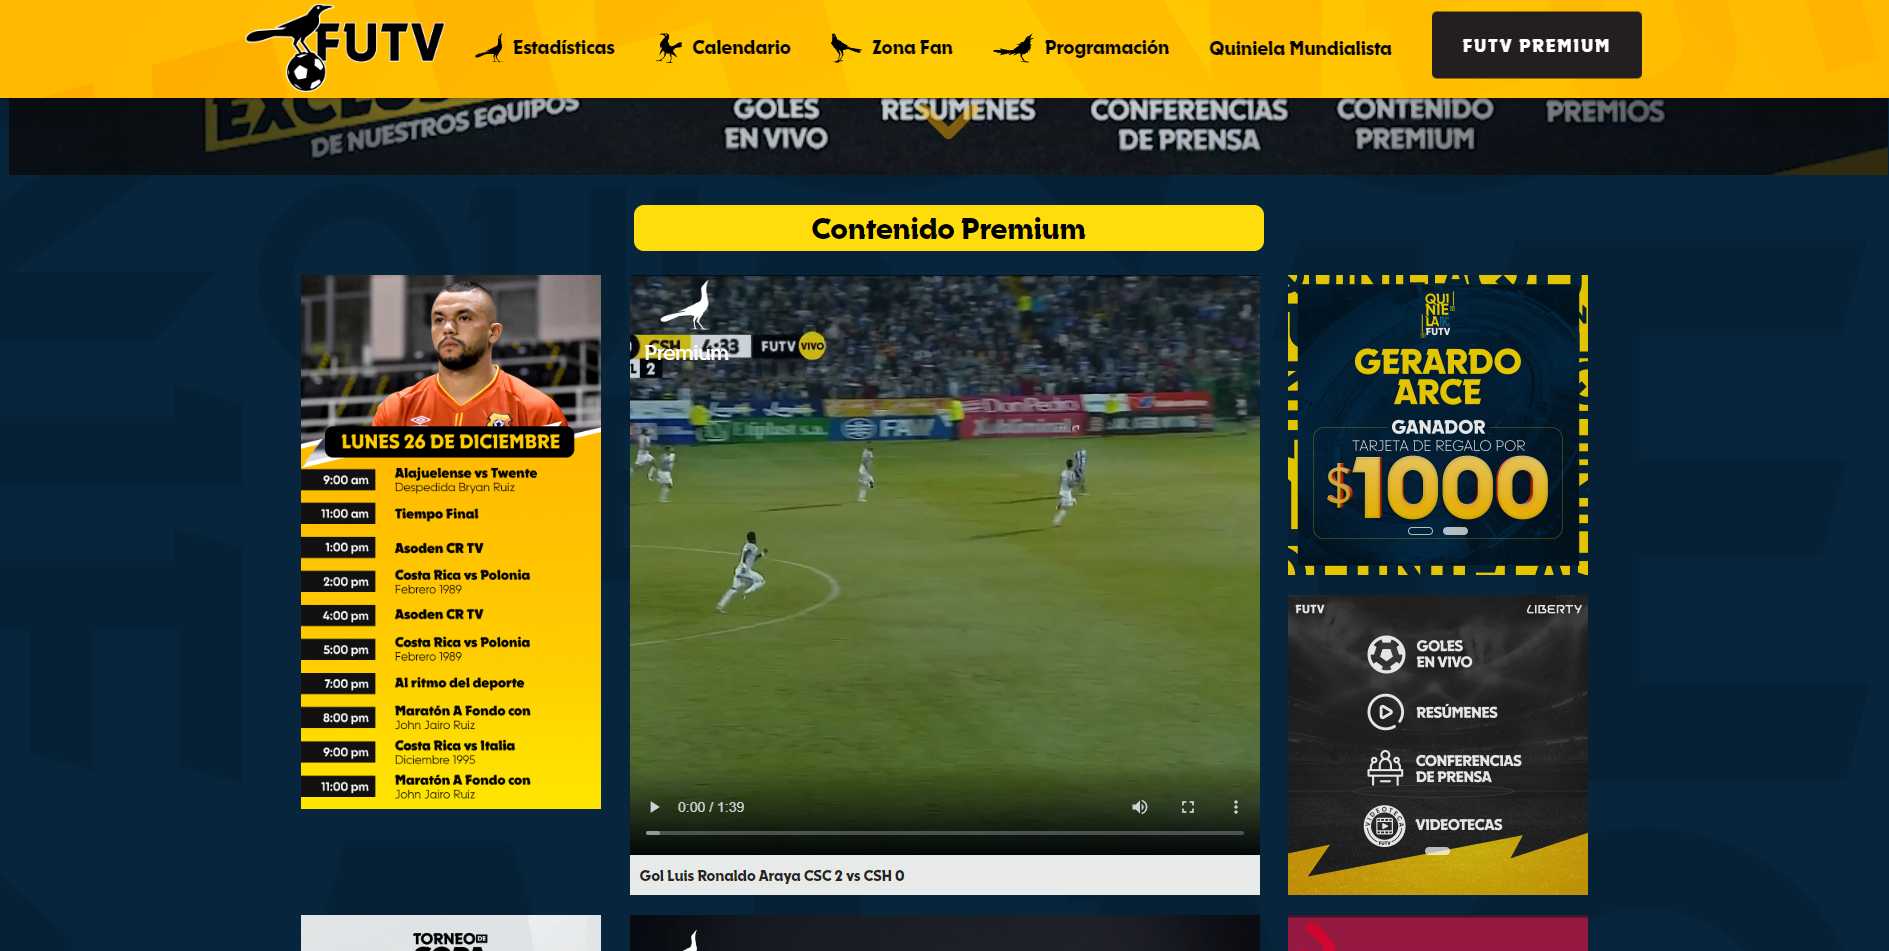 FUTV
Estadísticas
Calendario
Zona Fan
Programación
Quiniela Mundialista
FUTV PREMIUM
DE NUESTROS EQUIPOS
GOLES
EN VIVO
RESÚMENES
CONFERENCIAS
DE PRENSA
CONTENIDO
PREMIUM
PREMIOS
Contenido Premium
LUNES 26 DE DICIEMBRE
9:00 am
Alajuelense vs Twente
Despedida Bryan Ruiz
11:00 am
Tiempo Final
1:00 pm
Asoden CR TV
2:00 pm
Costa Rica vs Polonia
Febrero 1989
4:00 pm
Asoden CR TV
5:00 pm
Costa Rica vs Polonia
Febrero 1989
7:00 pm
Al ritmo del deporte
8:00 pm
Maratón A Fondo con
John Jairo Ruiz
9:00 pm
Costa Rica vs Italia
Diciembre 1995
11:00 pm
Maratón A Fondo con
John Jairo Ruiz
CSH 4:33 FUTV VIVO
Premium
2
DonPedro
Eliplast s.a.
FAW
0:00 / 1:39
Gol Luis Ronaldo Araya CSC 2 vs CSH 0
QUI
NIE
LA
FUTV
GERARDO
ARCE
GANADOR
TARJETA DE REGALO POR
$1000
FUTV
LIBERTY
GOLES
EN VIVO
RESÚMENES
CONFERENCIAS
DE PRENSA
VIDEOTECA
FUTV
VIDEOTECAS
TORNEO DE